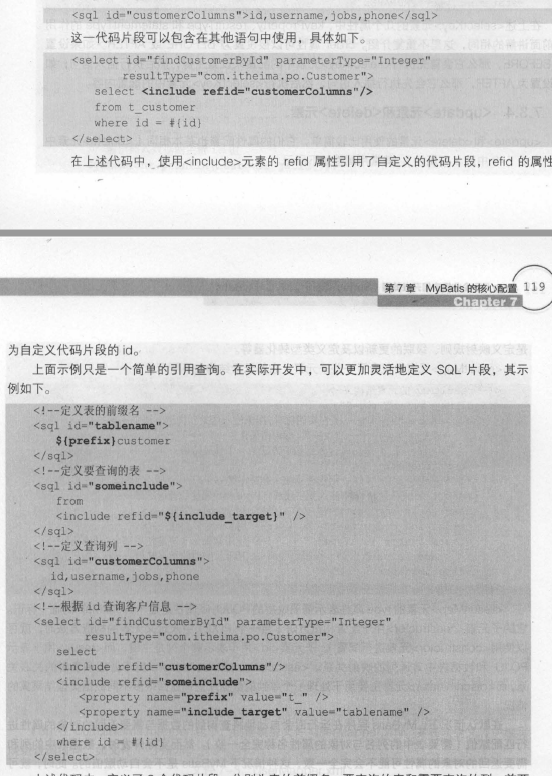 <sql id="customerColumns">id,username,jobs,phone</sql>
这一代码片段可以包含在其他语句中使用，具体如下。
<select id="findCustomerById" parameterType="Integer"
resultType="com.itheima.po.Customer">
select <include refid="customerColumns"/>
from t_customer
where id = #{id}
</select>
在上述代码中，使用<include>元素的 refid 属性引用了自定义的代码片段，refid 的属性
第 7 章 MyBatis 的核心配置 119
Chapter 7
为自定义代码片段的 id。
上面示例只是一个简单的引用查询。在实际开发中，可以更加灵活地定义 SQL 片段，其示
例如下。
<!--定义表的前缀名 -->
<sql id="tablename">
${prefix}customer
</sql>
<!--定义要查询的表 -->
<sql id="someinclude">
from
<include refid="${include_target}" />
</sql>
<!--定义查询列 -->
<sql id="customerColumns">
id,username,jobs,phone
</sql>
<!--根据 id 查询客户信息 -->
<select id="findCustomerById" parameterType="Integer"
resultType="com.itheima.po.Customer">
select
<include refid="customerColumns"/>
<include refid="someinclude">
<property name="prefix" value="t_" />
<property name="include_target" value="tablename" />
</include>
where id = #{id}
</select>